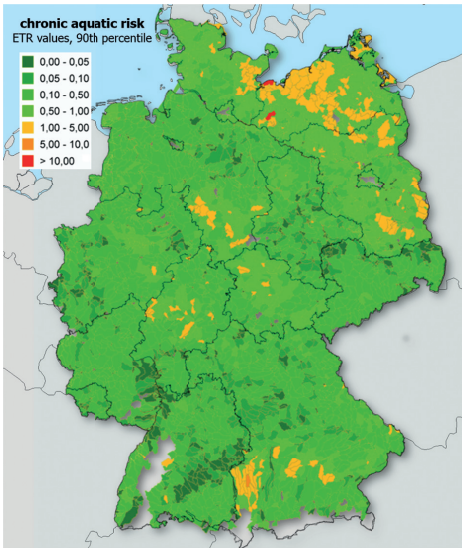 chronic aquatic risk
ETR values, 90th percentile
0,00 - 0,05
0,05 - 0,10
0,10 - 0,50
0,50 - 1,00
1,00 - 5,00
5,00 - 10,0
> 10,00